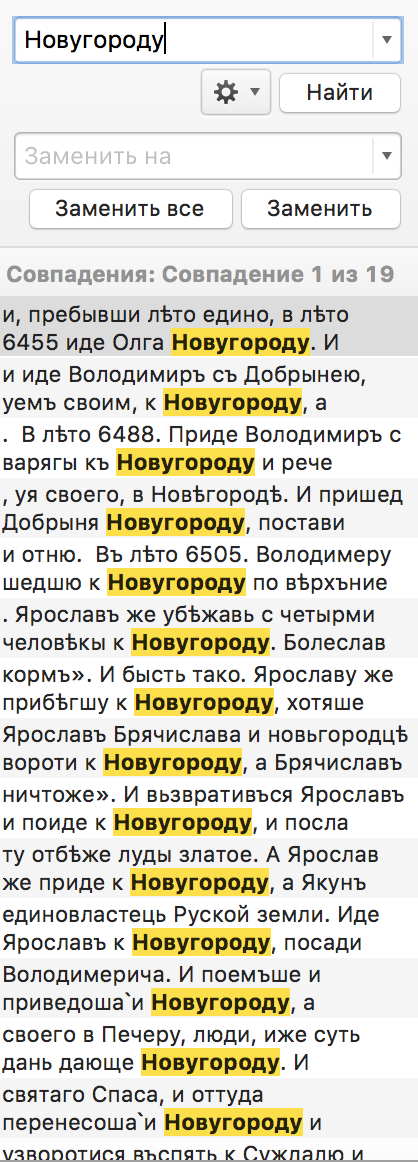 Новугороду
Найти
Заменить на
Заменить все
Заменить
Совпадения: Совпадение 1 из 19
и, пребывши лѣто едино, в лѣто
6455 иде Олга Новугороду. И
и иде Володимиръ съ Добрынею,
уемъ своим, к Новугороду, а
. В лѣто 6488. Приде Володимиръ с
варягы къ Новугороду и рече
, уя своего, в Новѣгородѣ. И пришед
Добрыня Новугороду, постави
и отню. Въ лѣто 6505. Володимеру
шедшю к Новугороду по вѣрхъние
. Ярославъ же убѣжавь с четырми
человѣкы к Новугороду. Болеслав
кормъ». И бысть тако. Ярославу же
прибѣгшу к Новугороду, хотяше
Ярославъ Брячислава и новьгородцѣ
вороти к Новугороду, а Брячиславъ
ничтоже». И вьзвративъся Ярославъ
и поиде к Новугороду, и посла
ту отбѣже луды златое. А Ярослав
же приде к Новугороду, а Якунъ
единовластець Руской земли. Иде
Ярославъ к Новугороду, посади
Володимерича. И поемъше и
приведоша`и Новугороду, а
своего в Печеру, люди, иже суть
дань дающе Новугороду. И
святаго Спаса, и оттуда
перенесоша`и Новугороду и
узворотися въспять к Суждалю и